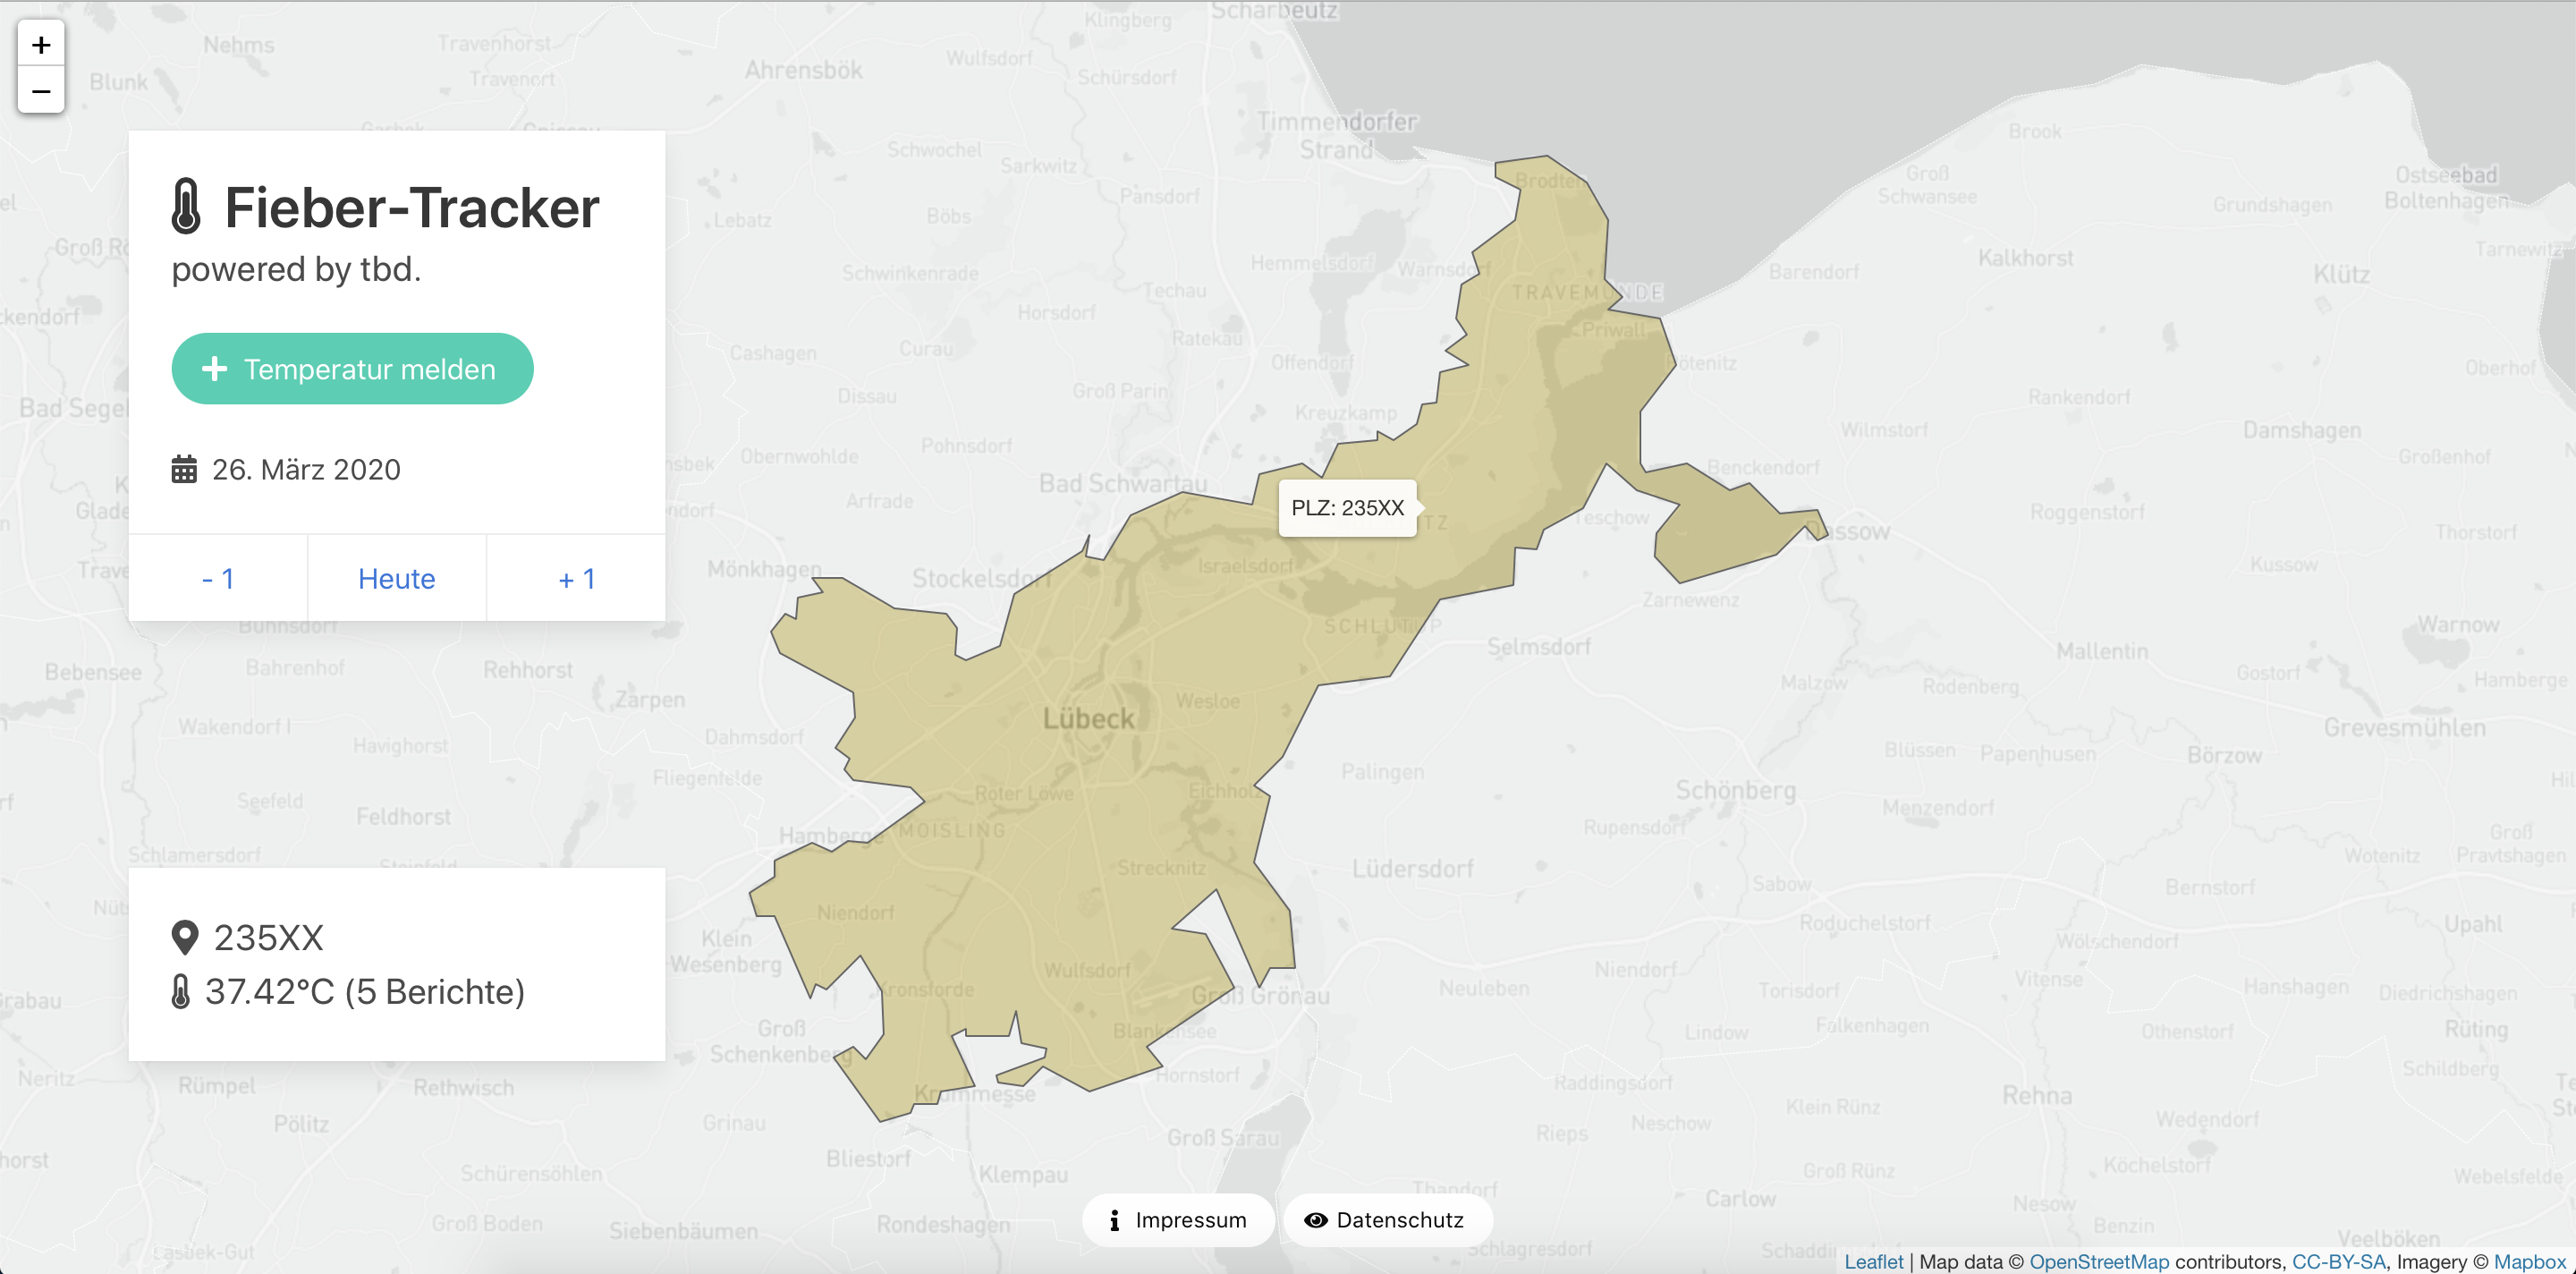 +
−
Fieber-Tracker
powered by tbd.
+ Temperatur melden
26. März 2020
- 1
Heute
+ 1
235XX
37.42°C (5 Berichte)
PLZ: 235XX
Scharbeutz
Klingberg
Nehms
Travenhorst
Travenort
Blunk
Wulfsdorf
Ahrensbök
Schürsdorf
Timmendorfer
Strand
Brook
Schwochel
Sarkwitz
Pansdorf
Brodten
Groß
Schwansee
Ostseebad
Boltenhagen
Grundshagen
Lebatz
Böbs
Hemmelsdorf
Warnsdorf
Kalkhorst
Tarnewitz
Schwinkenrade
Barendorf
Klütz
Techau
TRAVEMÜNDE
Horsdorf
Priwall
Ratekau
Cashagen
Curau
Offendorf
Pötenitz
Oberhof
Groß Parin
Dissau
Rankendorf
Kreuzkamp
Wilmstorf
Damshagen
Pohnsdorf
Obernwohlde
Benckendorf
Großenhof
Bad Schwartau
Arfrade
Teschow
Roggenstorf
Dassow
Thorstorf
Israelsdorf
Mönkhagen
Stockelsdorf
Kussow
Zarnewenz
SCHLUTUP
Selmsdorf
Warnow
Mallentin
Bebensee
Bahrenhof
Rehhorst
Gostorf
Hamberge
Malzow
Rodenberg
Zarpen
Wesloe
Lübeck
Wakendorf I
Grevesmühlen
Havighorst
Dahmsdorf
Blüssen
Papenhusen
Börzow
Fliegenfelde
Palingen
Schönberg
Seefeld
Roter Löwe
Eichholz
Feldhorst
Menzendorf
Hamberge
MOISLING
Rupensdorf
Groß
Pravtshagen
Schlamersdorf
Wotenitz
Strecknitz
Lüdersdorf
Sabow
Bernstorf
Niendorf
Roduchelstorf
Upahl
Klein
Wesenberg
Wölschendorf
Wulfsdorf
Niendorf
Vitense
Kronsforde
Groß Grönau
Neuleben
Torisdorf
Hanshagen
Diedrichshagen
Groß
Schenkenberg
Blankensee
Lindow
Falkenhagen
Othenstorf
Rüting
Schildberg
Neritz
Rümpel
Rethwisch
Hornstorf
Raddingsdorf
Krummesse
Rehna
Klein Rünz
Pölitz
Grinau
Neschow
Wedendorf
Groß Sarau
Rieps
Bliestorf
Köchelstorf
Schürensöhlen
Klempau
Groß Rünz
Webelsfelde
Thandorf
Carlow
Nesow
Groß Boden
Siebenbäumen
Rondeshagen
Benzin
Veelböken
Impressum
Datenschutz
Schlagresdorf
Leaflet | Map data © OpenStreetMap contributors, CC-BY-SA, Imagery © Mapbox